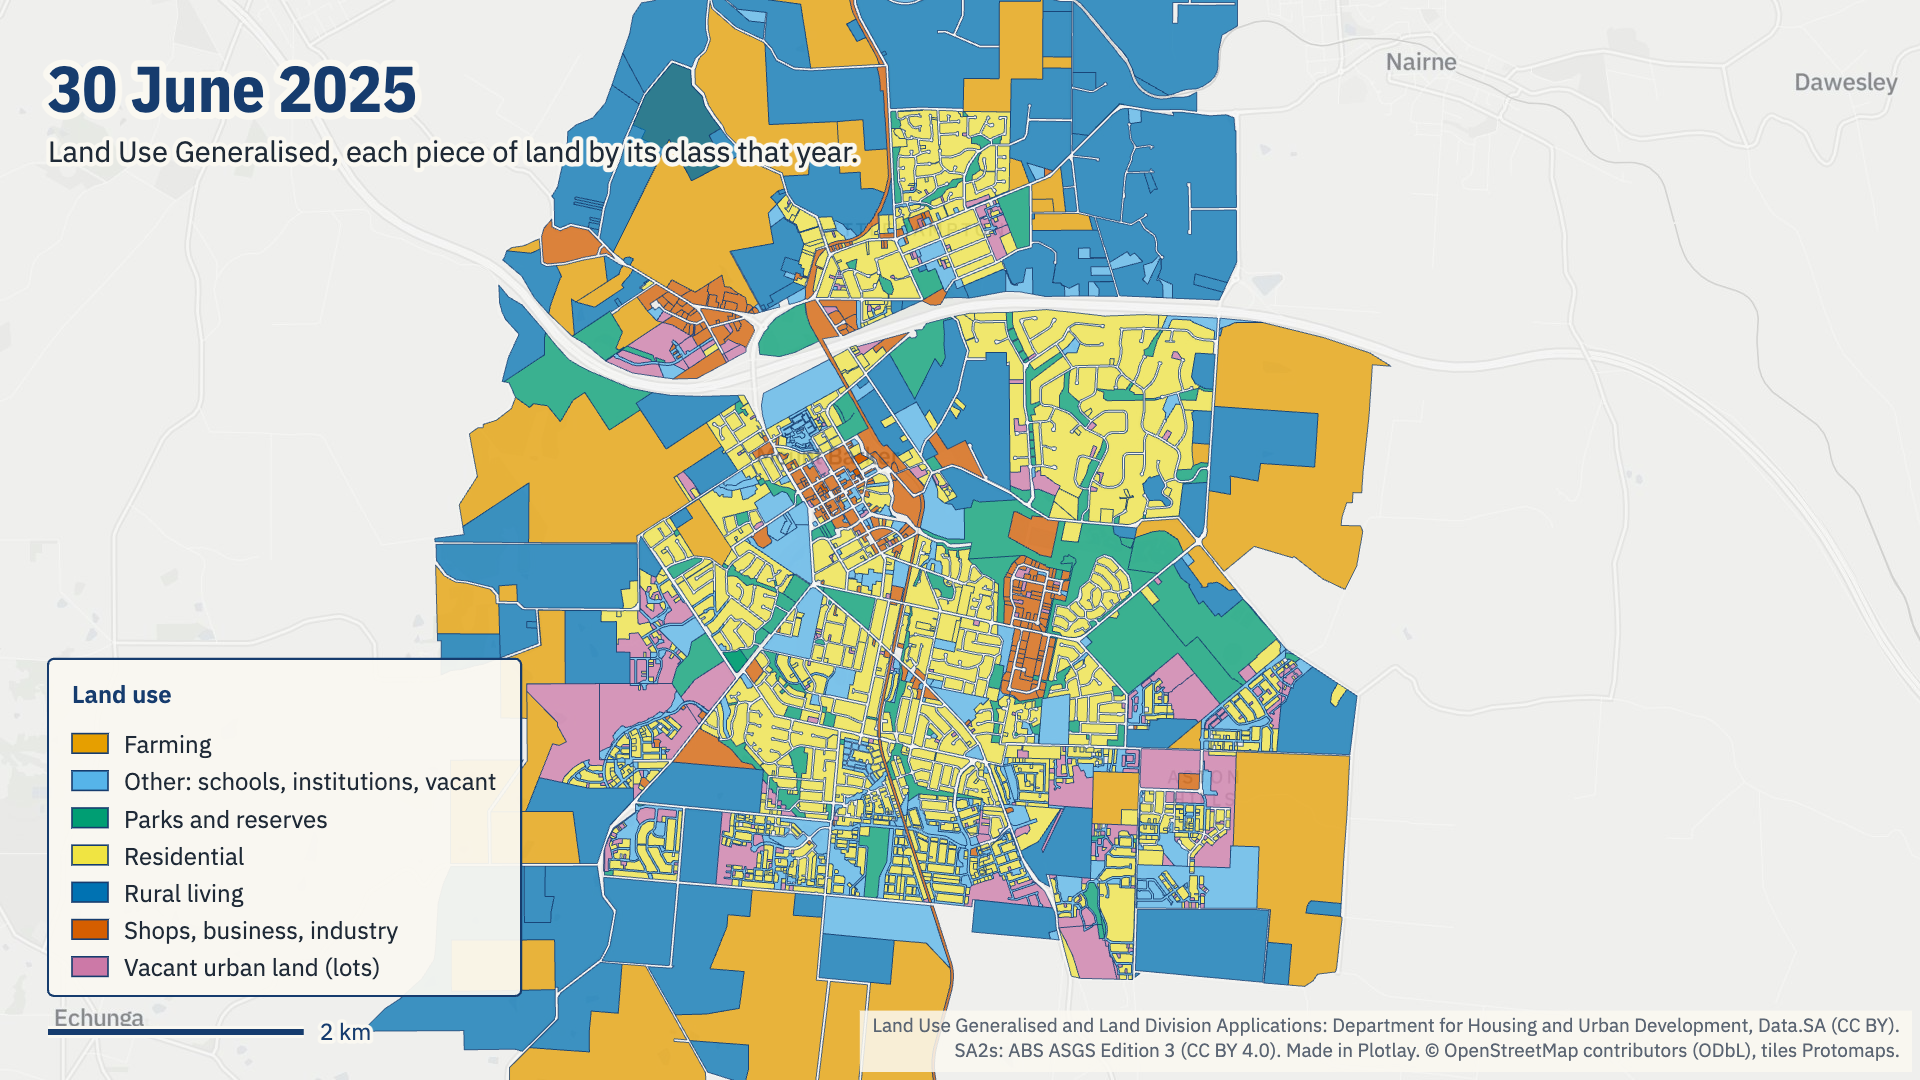 30 June 2025
Land Use Generalised, each piece of land by its class that year.
Nairne
Dawesley
Land use
Farming
Other: schools, institutions, vacant
Parks and reserves
Residential
Rural living
Shops, business, industry
Vacant urban land (lots)
Echunga
2 km
Land Use Generalised and Land Division Applications: Department for Housing and Urban Development, Data.SA (CC BY).
SA2s: ABS ASGS Edition 3 (CC BY 4.0). Made in Plotlay. © OpenStreetMap contributors (ODbL), tiles Protomaps.